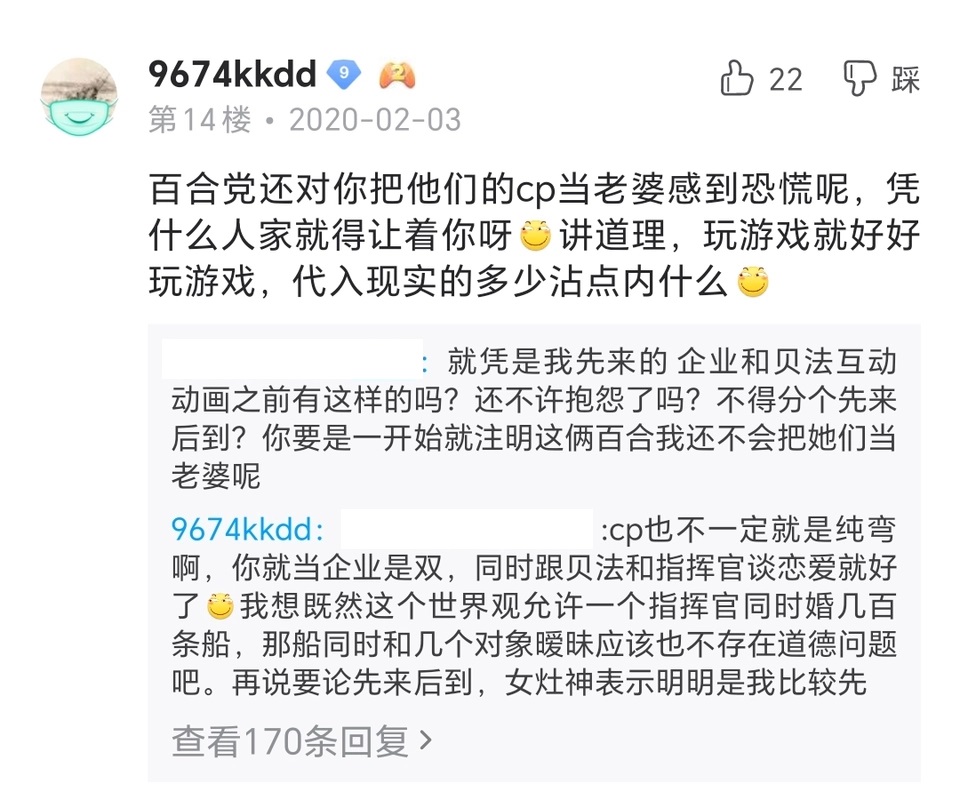 9674kkdd 9 2
22 踩
第14楼 • 2020-02-03
百合党还对你把他们的cp当老婆感到恐慌呢，凭
什么人家就得让着你呀 讲道理，玩游戏就好好
玩游戏，代入现实的多少沾点内什么
：就凭是我先来的 企业和贝法互动
动画之前有这样的吗？还不许抱怨了吗？不得分个先来
后到？你要是一开始就注明这俩百合我还不会把她们当
老婆呢
9674kkdd： :cp也不一定就是纯弯
啊，你就当企业是双，同时跟贝法和指挥官谈恋爱就好
了 我想既然这个世界观允许一个指挥官同时婚几百
条船，那船同时和几个对象暧昧应该也不存在道德问题
吧。再说要论先来后到，女灶神表示明明是我比较先
查看170条回复